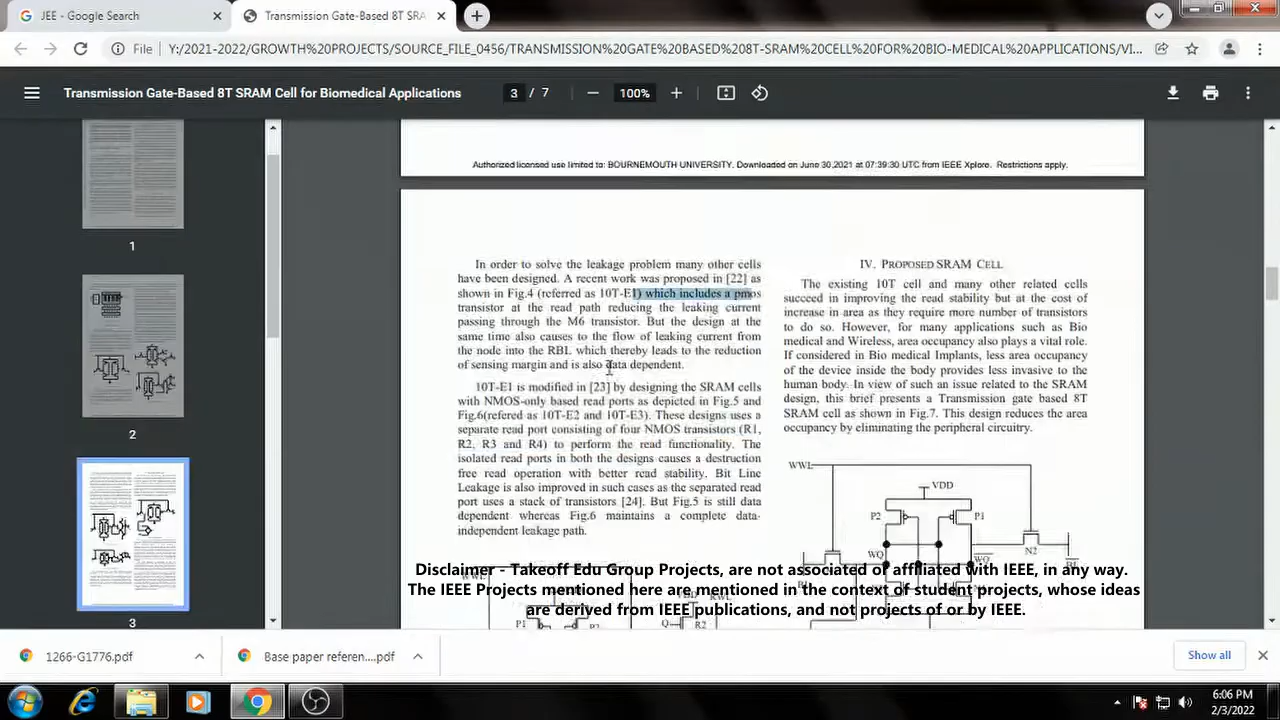 JEE - Google Search
Transmission Gate-Based 8T SRA
File
Y:/2021-2022/GROWTH%20PROJECTS/SOURCE_FILE_0456/TRANSMISSION%20GATE%20BASED%208T-SRAM%20CELL%20FOR%20BIO-MEDICAL%20APPLICATIONS/VI...
Transmission Gate-Based 8T SRAM Cell for Biomedical Applications
3 / 7
100%
1
2
3
Authorized licensed use limited to: BOURNEMOUTH UNIVERSITY. Downloaded on June 30,2021 at 07:39:30 UTC from IEEE Xplore. Restrictions apply.
In order to solve the leakage problem many other cells
have been designed. A recent work was proposed in [22] as
shown in Fig.4 (referred as 10T-E1) which includes a pmos
transistor at the read path reducing the leaking current
passing through the M6 transistor. But the design at the
same time also causes to the flow of leaking current from
the node into the RBL which thereby leads to the reduction
of sensing margin and is also data dependent.
10T-E1 is modified in [23] by designing the SRAM cells
with NMOS-only based read ports as depicted in Fig.5 and
Fig.6(refered as 10T-E2 and 10T-E3). These designs uses a
separate read port consisting of four NMOS transistors (R1,
R2, R3 and R4) to perform the read functionality. The
isolated read ports in both the designs causes a destruction
free read operation with better read stability. Bit Line
Leakage is also improved in such cases as the separated read
port uses a stack of transistors [24]. But Fig.5 is still data
dependent whereas Fig.6 maintains a complete data-
independent leakage path.
WWL
RWL
P1
P2
Q
R2
IV. PROPOSED SRAM CELL
The existing 10T cell and many other related cells
succeed in improving the read stability but at the cost of
increase in area as they require more number of transistors
to do so. However, for many applications such as Bio
medical and Wireless, area occupancy also plays a vital role.
If considered in Bio medical Implants, less area occupancy
of the device inside the body provides less invasive to the
human body. In view of such an issue related to the SRAM
design, this brief presents a Transmission gate based 8T
SRAM cell as shown in Fig.7. This design reduces the area
occupancy by eliminating the peripheral circuitry.
WWL
VDD
P2
P1
WQ
N2
Disclaimer - Takeoff Edu Group Projects, are not associated or affiliated with IEEE, in any way.
The IEEE Projects mentioned here are mentioned in the context of student projects, whose ideas
are derived from IEEE publications, and not projects of or by IEEE.
1266-G1776.pdf
Base paper referen....pdf
Show all
6:06 PM
2/3/2022